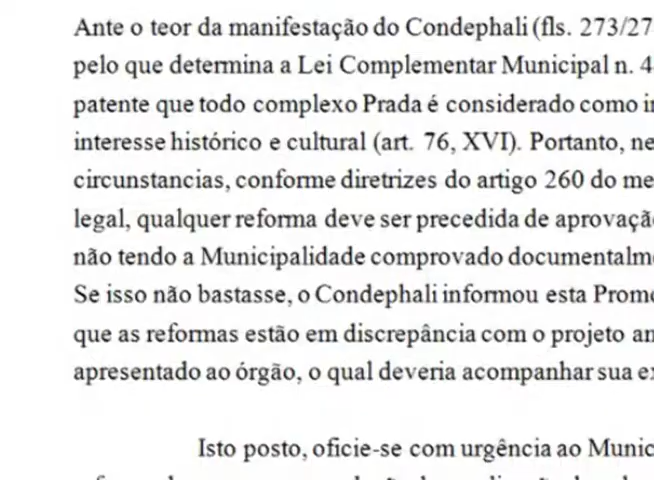 Ante o teor da manifestação do Condephali (fls. 273/27
pelo que determina a Lei Complementar Municipal n. 4
patente que todo complexo Prada é considerado como
interesse histórico e cultural (art. 76, XVI). Portanto, ne
circunstancias, conforme diretrizes do artigo 260 do me
legal, qualquer reforma deve ser precedida de aprovaçã
não tendo a Municipalidade comprovado documentalm
Se isso não bastasse, o Condephali informou esta Prom
que as reformas estão em discrepância com o projeto
apresentado ao órgão, o qual deveria acompanhar sua
Isto posto, oficie-se com urgência ao Munic